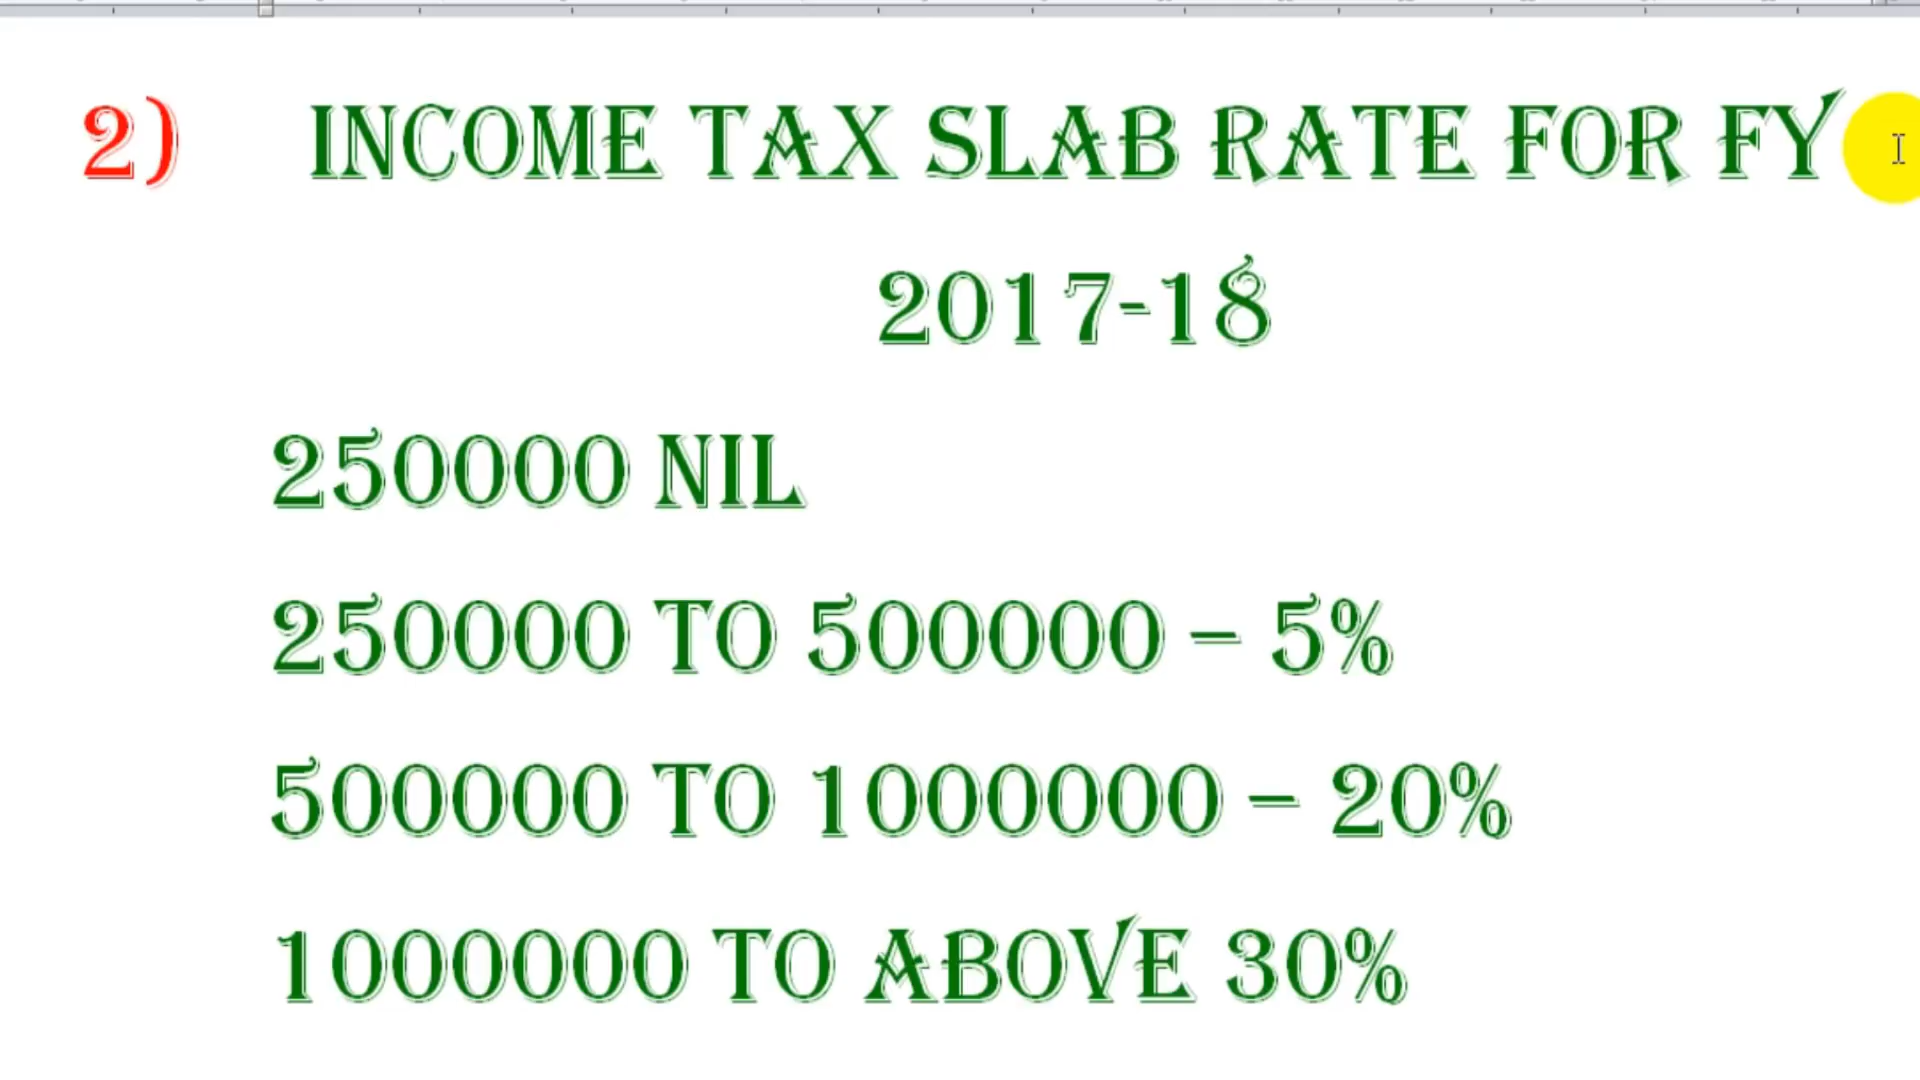 2) INCOME TAX SLAB RATE FOR FY
2017-18
250000 NIL
250000 TO 500000 – 5%
500000 TO 1000000 – 20%
1000000 TO ABOVE 30%